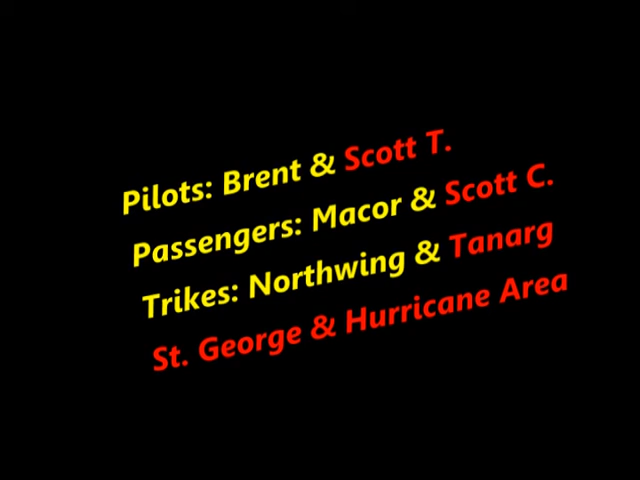 Pilots: Brent & Scott T.
Passengers: Macor & Scott C.
Trikes: Northwing & Tanarg
St. George & Hurricane Area